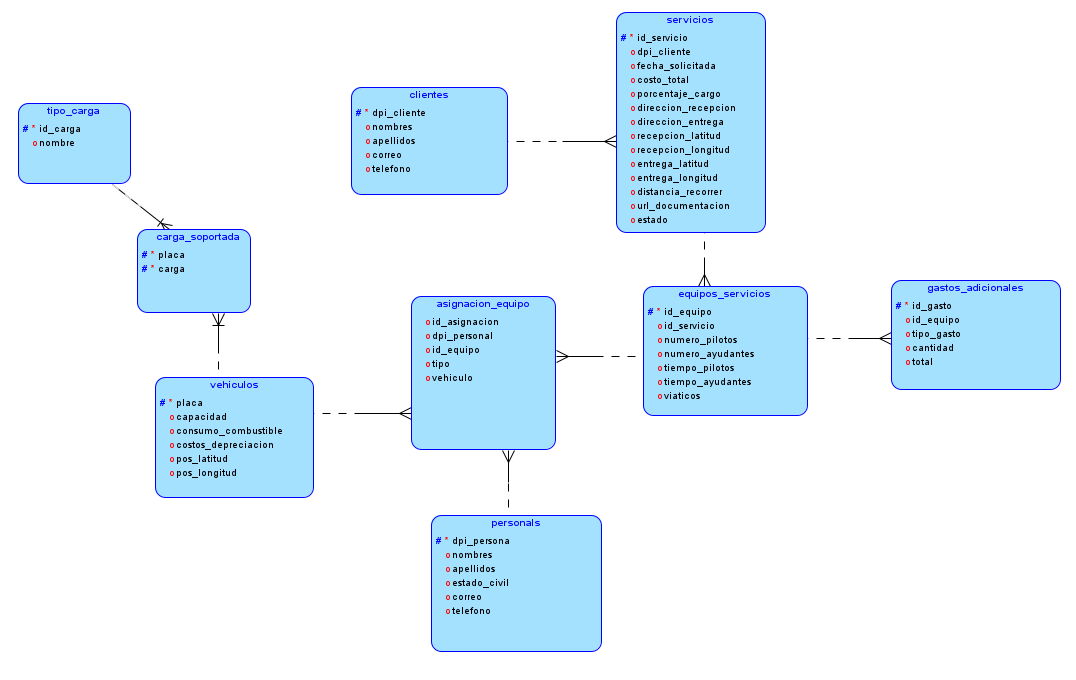 servicios
# * id_servicio
o dpi_cliente
o fecha_solicitada
o costo_total
o porcentaje_cargo
o direccion_recepcion
o direccion_entrega
o recepcion_latitud
o recepcion_longitud
o entrega_latitud
o entrega_longitud
o distancia_recorrer
o url_documentacion
o estado
clientes
# * dpi_cliente
o nombres
o apellidos
o correo
o telefono
tipo_carga
# * id_carga
o nombre
carga_soportada
# * placa
# * carga
asignacion_equipo
o id_asignacion
o dpi_personal
o id_equipo
o tipo
o vehiculo
equipos_servicios
# * id_equipo
o id_servicio
o numero_pilotos
o numero_ayudantes
o tiempo_pilotos
o tiempo_ayudantes
o viaticos
gastos_adicionales
# * id_gasto
o id_equipo
o tipo_gasto
o cantidad
o total
vehiculos
# * placa
o capacidad
o consumo_combustible
o costos_depreciacion
o pos_latitud
o pos_longitud
personals
# * dpi_persona
o nombres
o apellidos
o estado_civil
o correo
o telefono